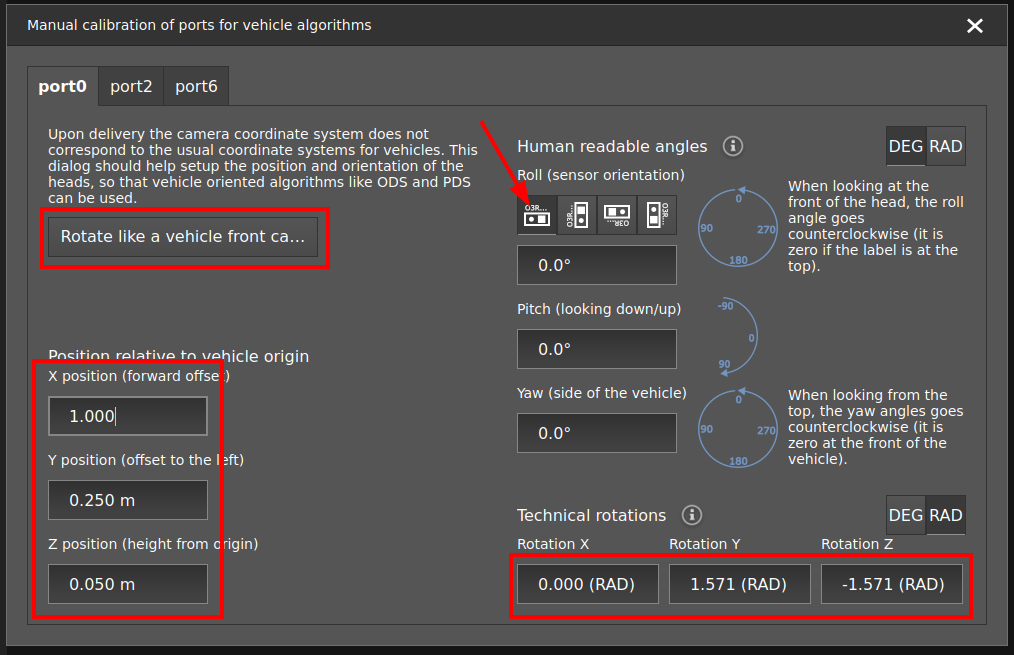 Manual calibration of ports for vehicle algorithms
port0 port2 port6
Upon delivery the camera coordinate system does not
correspond to the usual coordinate systems for vehicles. This
dialog should help setup the position and orientation of the
heads, so that vehicle oriented algorithms like ODS and PDS
can be used.
Rotate like a vehicle front ca...
Position relative to vehicle origin
X position (forward offset)
1.000
Y position (offset to the left)
0.250 m
Z position (height from origin)
0.050 m
Human readable angles
DEG RAD
Roll (sensor orientation)
O3R...
O3R...
O3R...
O3R...
0.0°
0
90
270
180
When looking at the
front of the head, the roll
angle goes
counterclockwise (it is
zero if the label is at the
top).
Pitch (looking down/up)
0.0°
-90
0
90
Yaw (side of the vehicle)
0.0°
0
90
270
180
When looking from the
top, the yaw angles goes
counterclockwise (it is
zero at the front of the
vehicle).
Technical rotations
DEG RAD
Rotation X
0.000 (RAD)
Rotation Y
1.571 (RAD)
Rotation Z
-1.571 (RAD)